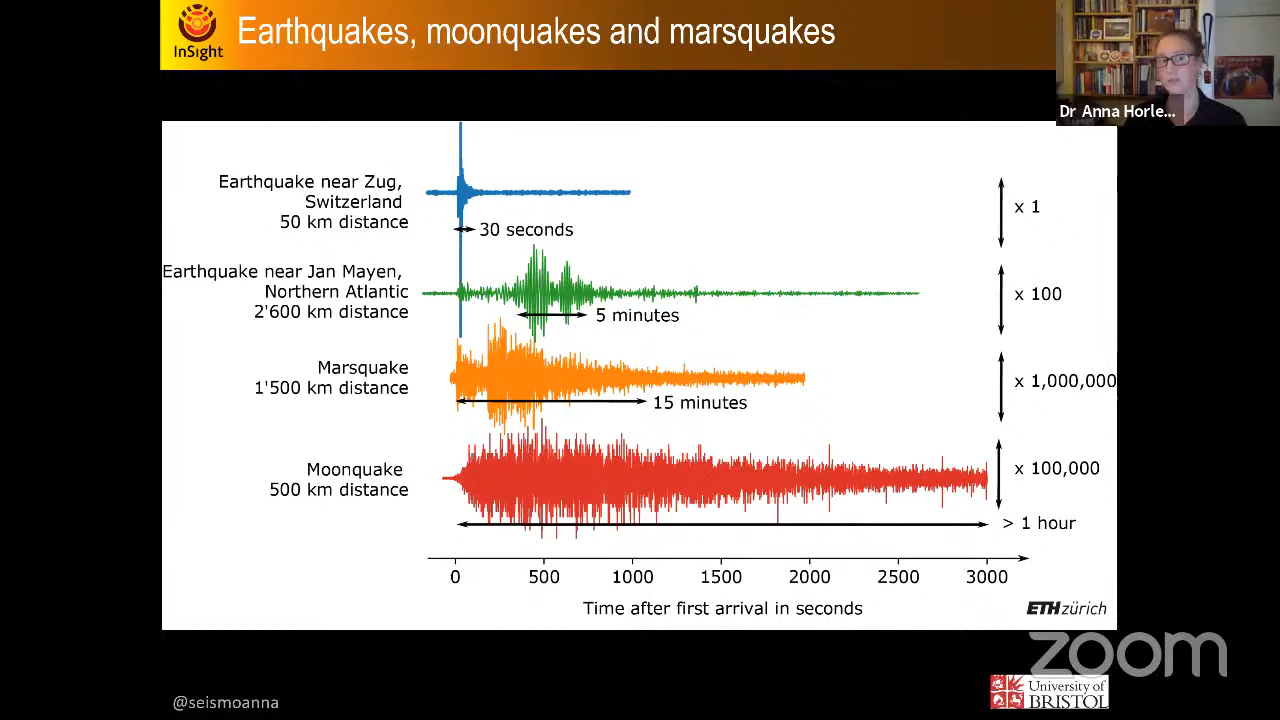 InSight
Earthquakes, moonquakes and marsquakes
Dr Anna Horle...
Earthquake near Zug,
Switzerland
50 km distance
30 seconds
x 1
Earthquake near Jan Mayen,
Northern Atlantic
2'600 km distance
5 minutes
x 100
Marsquake
1'500 km distance
15 minutes
x 1,000,000
Moonquake
500 km distance
x 100,000
> 1 hour
0 500 1000 1500 2000 2500 3000
Time after first arrival in seconds
ETH zürich
zoom
@seismoanna
University of
BRISTOL